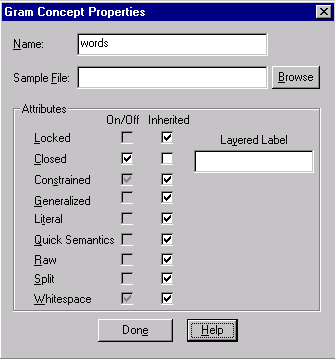 Gram Concept Properties
Name: words
Sample File: Browse
Attributes
On/Off Inherited
Locked Layered Label
Closed
Constrained
Generalized
Literal
Quick Semantics
Raw
Split
Whitespace
Done Help